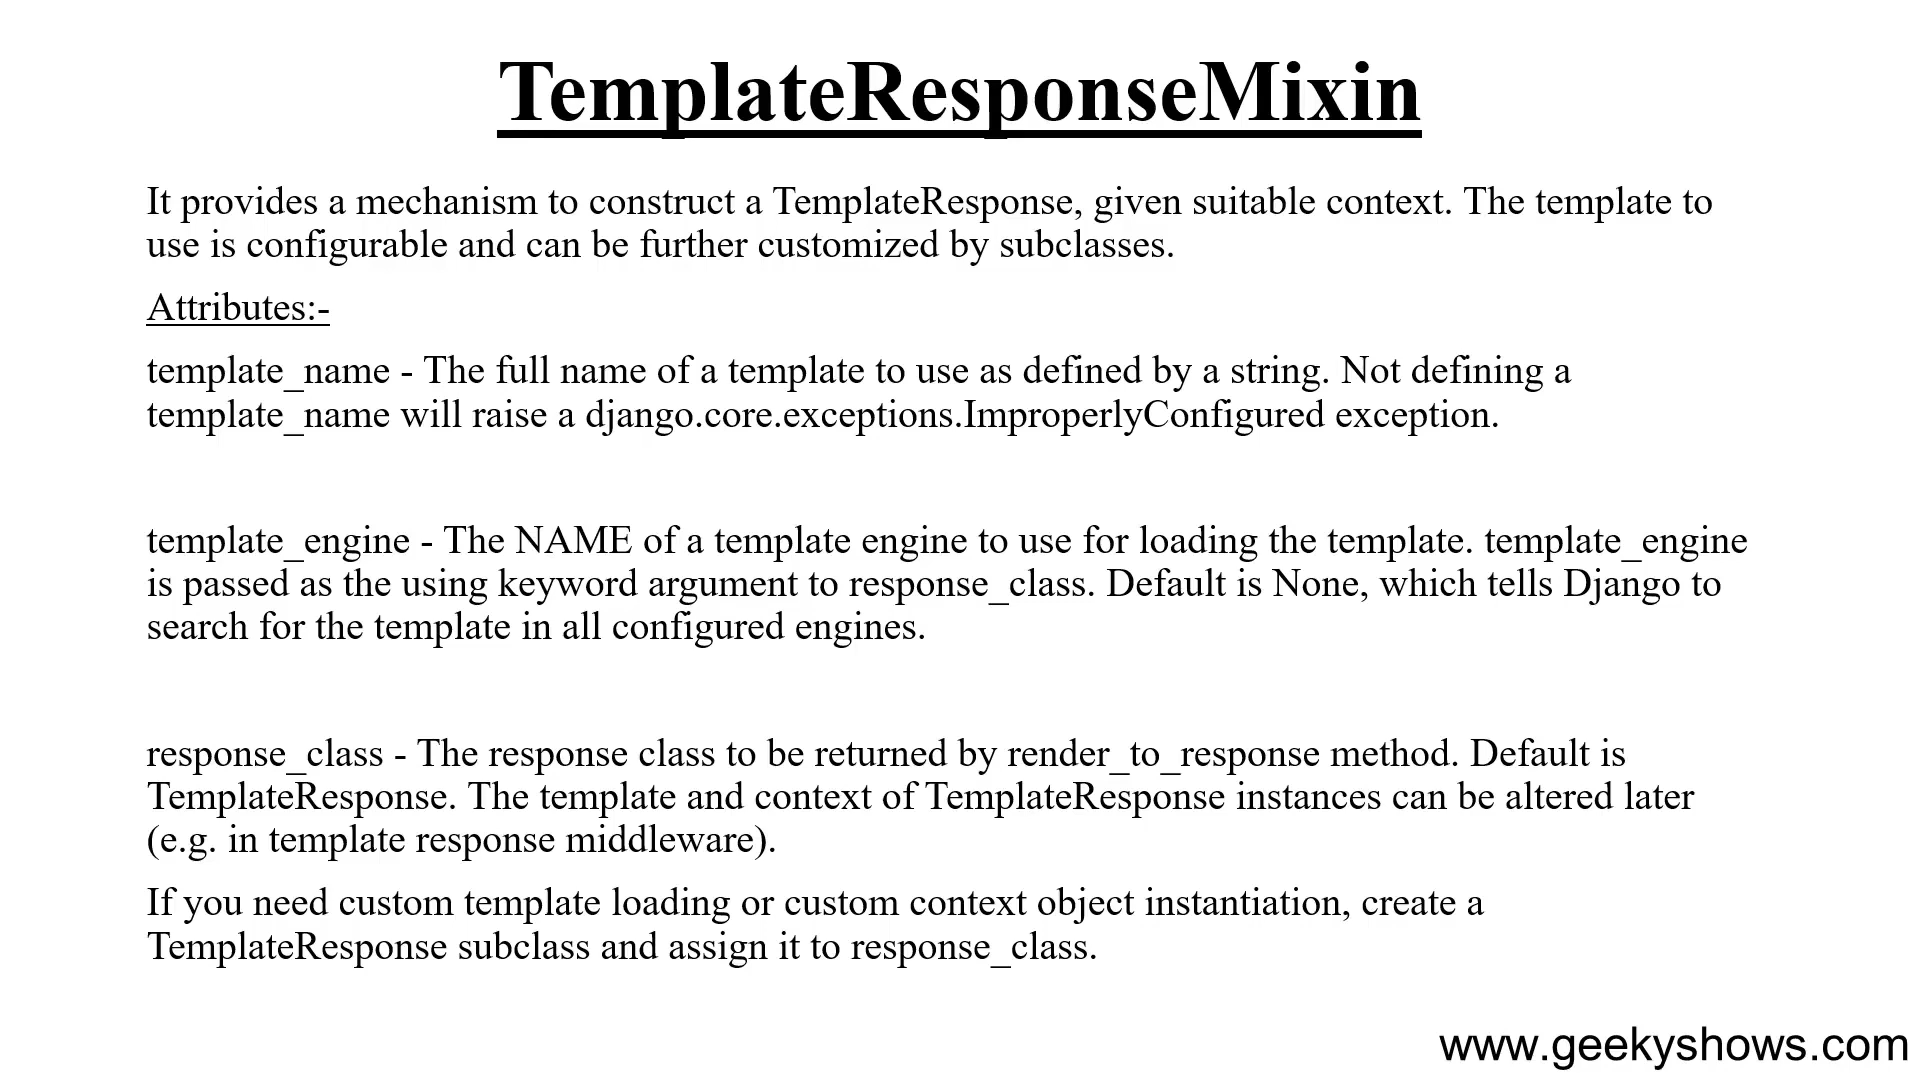 TemplateResponseMixin
It provides a mechanism to construct a TemplateResponse, given suitable context. The template to
use is configurable and can be further customized by subclasses.
Attributes:-
template_name - The full name of a template to use as defined by a string. Not defining a
template_name will raise a django.core.exceptions.ImproperlyConfigured exception.
template_engine - The NAME of a template engine to use for loading the template. template_engine
is passed as the using keyword argument to response_class. Default is None, which tells Django to
search for the template in all configured engines.
response_class - The response class to be returned by render_to_response method. Default is
TemplateResponse. The template and context of TemplateResponse instances can be altered later
(e.g. in template response middleware).
If you need custom template loading or custom context object instantiation, create a
TemplateResponse subclass and assign it to response_class.
www.geekyshows.com